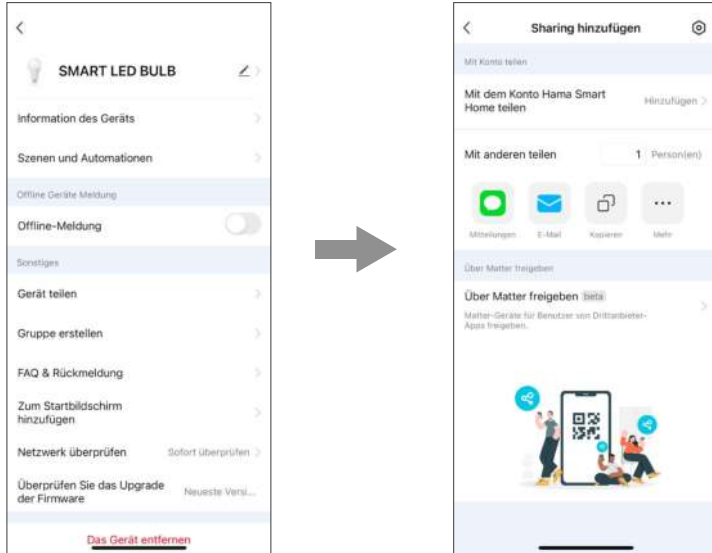 SMART LED BULB
Information des Geräts
Szenen und Automationen
Offline Geräte Meldung
Offline-Meldung
Sonstiges
Gerät teilen
Gruppe erstellen
FAQ & Rückmeldung
Zum Startbildschirm
hinzufügen
Netzwerk überprüfen Sofort überprüfen
Überprüfen Sie das Upgrade
der Firmware Neueste Versi...
Das Gerät entfernen
Sharing hinzufügen
Mit Konto teilen
Mit dem Konto Hama Smart
Home teilen Hinzufügen
Mit anderen teilen 1 Person(en)
Mitteilungen E-Mail Kopieren Mehr
Über Matter freigeben
Über Matter freigeben beta
Matter-Geräte für Benutzer von Drittanbieter-
Apps freigeben.